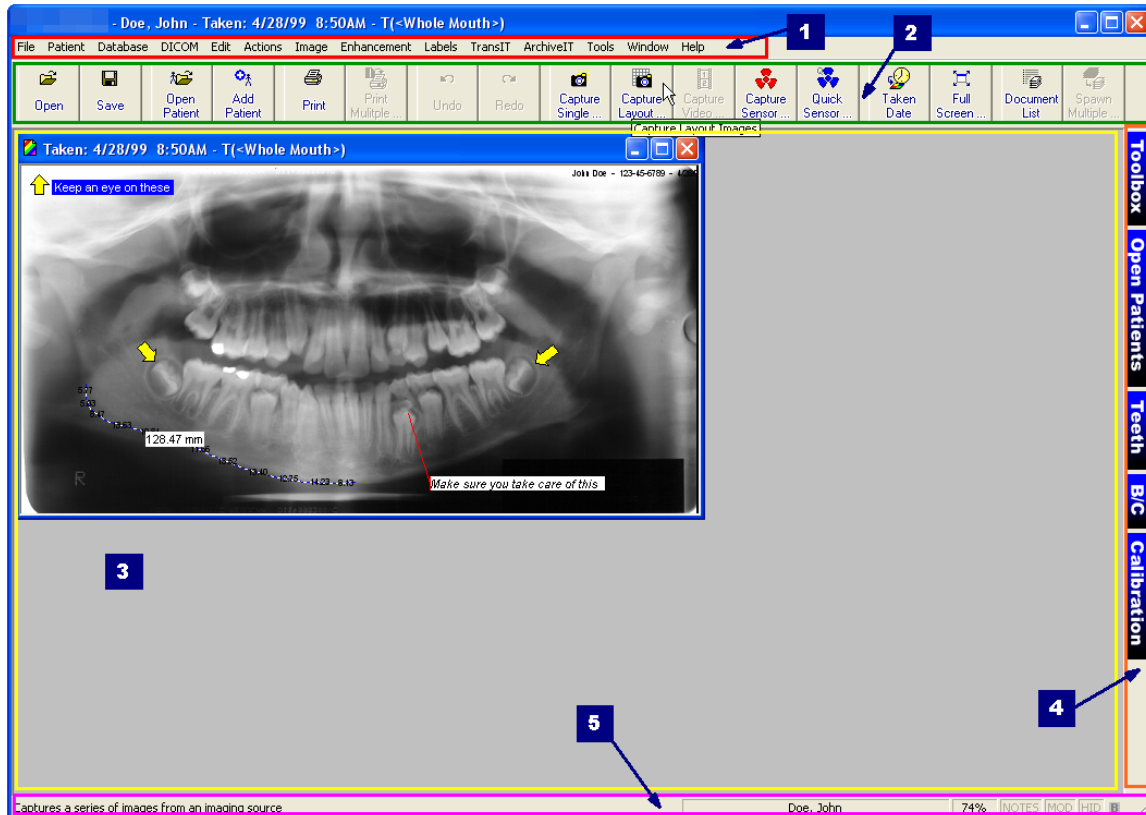 - Doe, John - Taken: 4/28/99 8:50AM - T(<Whole Mouth>)
File Patient Database DICOM Edit Actions Image Enhancement Labels TransIT ArchiveIT Tools Window Help
1
2
Open
Save
Open Patient
Add Patient
Print
Print Mulitple ...
Undo
Redo
Capture Single ...
Capture Layout ...
Capture Video ...
Capture Sensor ...
Quick Sensor ...
Taken Date
Full Screen ...
Document List
Spawn Multiple ...
Capture Layout Images
Taken: 4/28/99 8:50AM - T(<Whole Mouth>)
Keep an eye on these
John Doe - 123-45-6789 -
128.47 mm
R
Make sure you take care of this
Toolbox
Open Patients
Teeth
B/C
Calibration
3
4
5
Captures a series of images from an imaging source
Doe, John
74%
NOTES MOD HID B